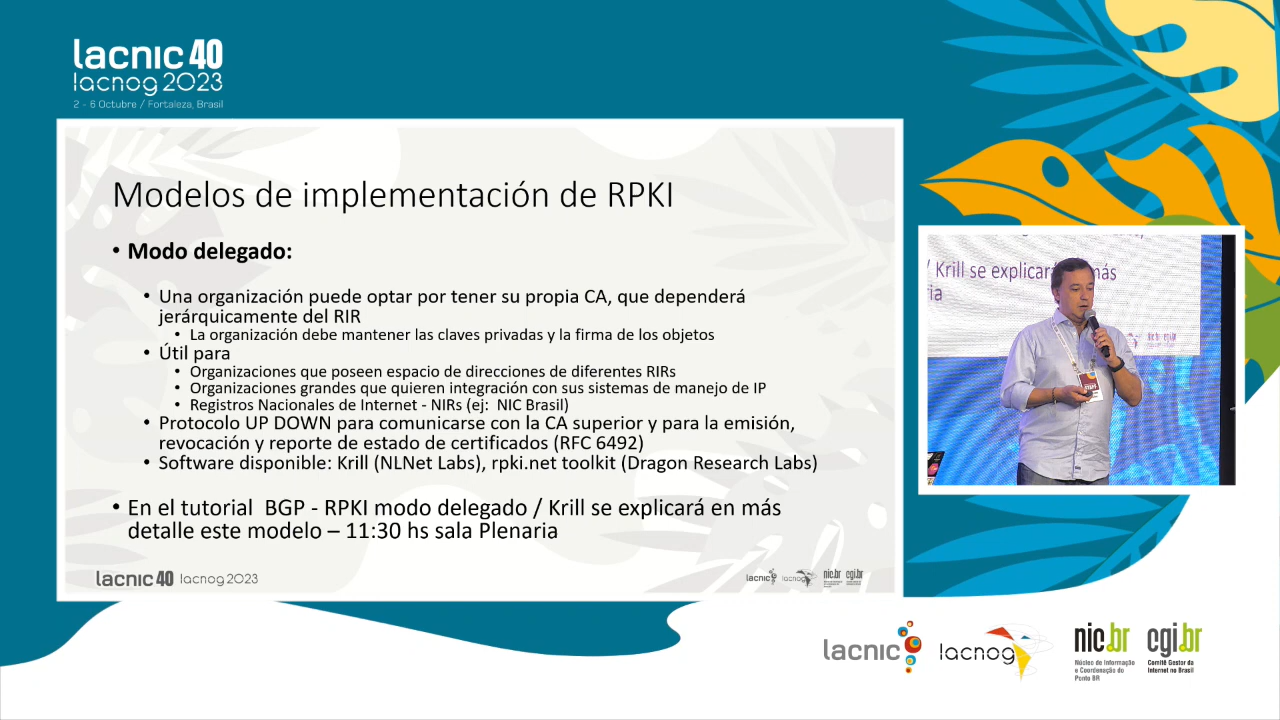 lacnic 40
lacnog 2023
2 - 6 Octubre / Fortaleza, Brasil
Modelos de implementación de RPKI
• Modo delegado:
• Una organización puede optar por tener su propia CA, que dependerá
jerárquicamente del RIR
• La organización debe mantener las claves privadas y la firma de los objetos
• Útil para
• Organizaciones que poseen espacio de direcciones de diferentes RIRs
• Organizaciones grandes que quieren integración con sus sistemas de manejo de IP
• Registros Nacionales de Internet - NIRs (ej: NIC Brasil)
• Protocolo UP DOWN para comunicarse con la CA superior y para la emisión,
revocación y reporte de estado de certificados (RFC 6492)
• Software disponible: Krill (NLNet Labs), rpki.net toolkit (Dragon Research Labs)
• En el tutorial BGP - RPKI modo delegado / Krill se explicará en más
detalle este modelo – 11:30 hs sala Plenaria
lacnic 40 lacnog 2023
lacnic lacnog nic.br cgi.br
/ Krill se explicará en más
ia
lacnic
lacnog
nic.br
Núcleo de Informação
e Coordenação do
Ponto BR
cgi.br
Comitê Gestor da
Internet no Brasil